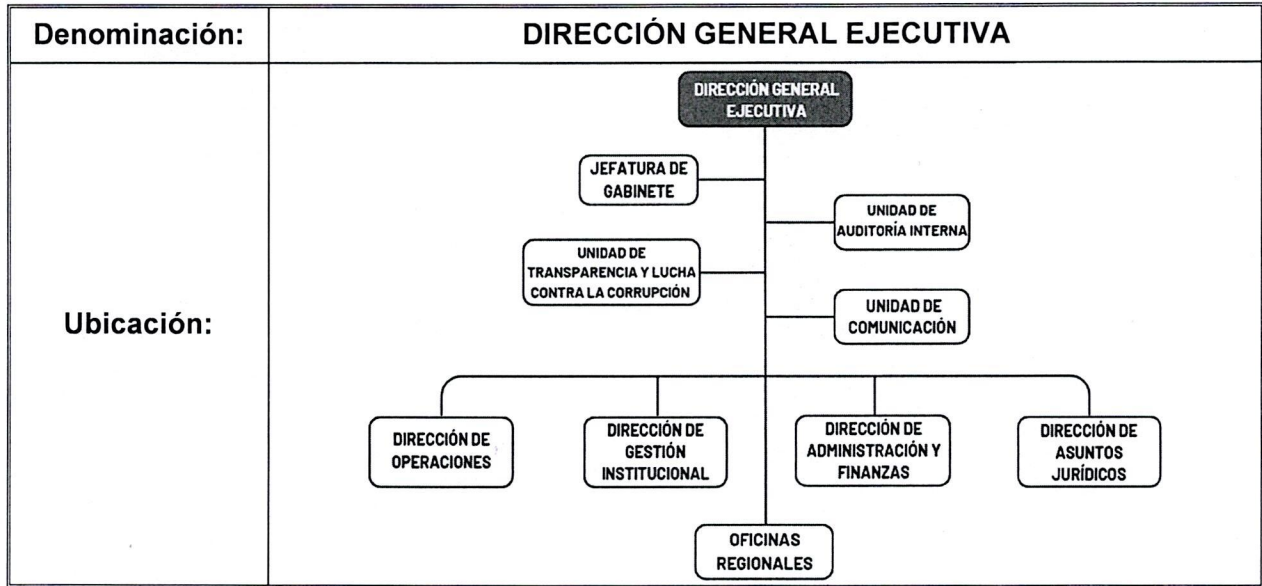 Denominación:
DIRECCIÓN GENERAL EJECUTIVA
Ubicación:
DIRECCIÓN GENERAL
EJECUTIVA
JEFATURA DE
GABINETE
UNIDAD DE
AUDITORÍA INTERNA
UNIDAD DE
TRANSPARENCIA Y LUCHA
CONTRA LA CORRUPCIÓN
UNIDAD DE
COMUNICACIÓN
DIRECCIÓN DE
OPERACIONES
DIRECCIÓN DE
GESTIÓN
INSTITUCIONAL
DIRECCIÓN DE
ADMINISTRACIÓN Y
FINANZAS
DIRECCIÓN DE
ASUNTOS
JURÍDICOS
OFICINAS
REGIONALES